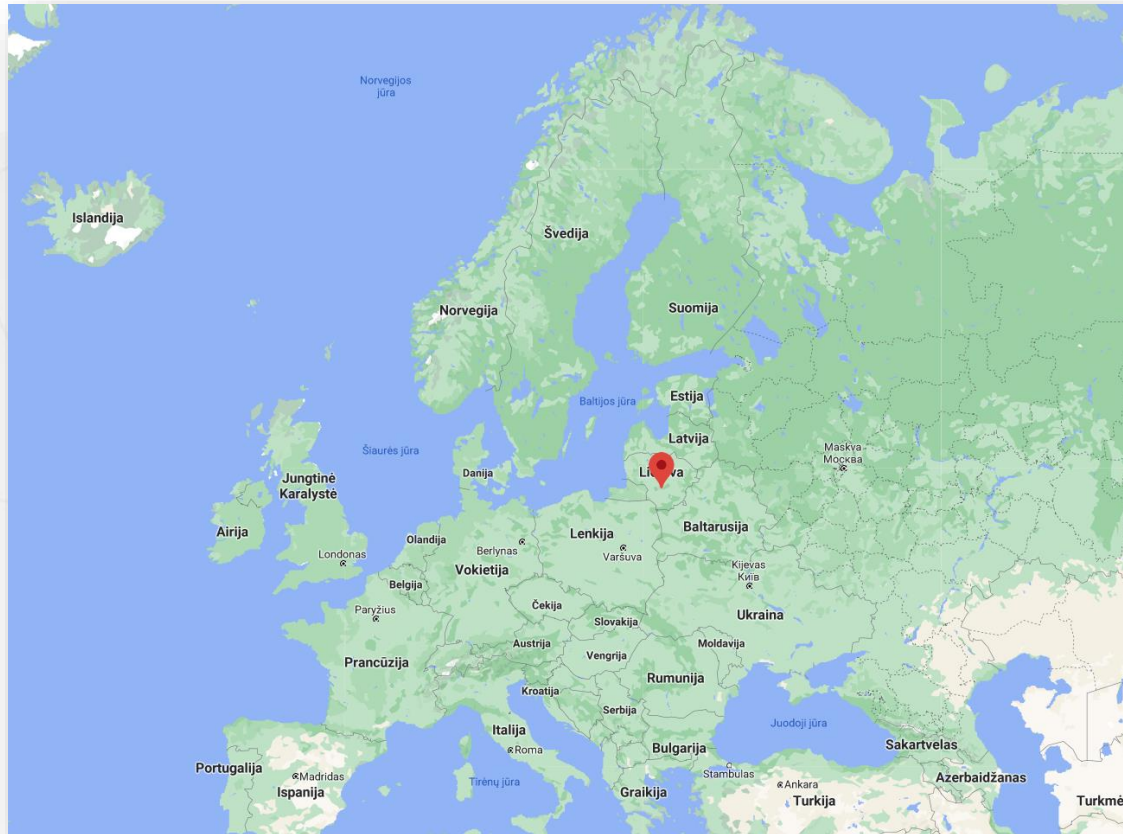 Norvegijos
jūra
Islandija
Švedija
Norvegija
Suomija
Estija
Baltijos jūra
Latvija
Šiaurės jūra
Maskva
Москва
Danija
Jungtinė
Karalystė
Airija
Lenkija
Baltarusija
Olandija
Londonas
Berlynas
Varšuva
Vokietija
Belgija
Kijevas
Київ
Paryžius
Čekija
Ukraina
Slovakija
Austrija
Moldavija
Vengrija
Prancūzija
Rumunija
Kroatija
Serbija
Juodoji jūra
Italija
Sakartvelas
Roma
Bulgarija
Portugalija
Madridas
Stambulas
Azerbaidžanas
Tirėnų jūra
Ankara
Ispanija
Graikija
Turkija
Turkmė